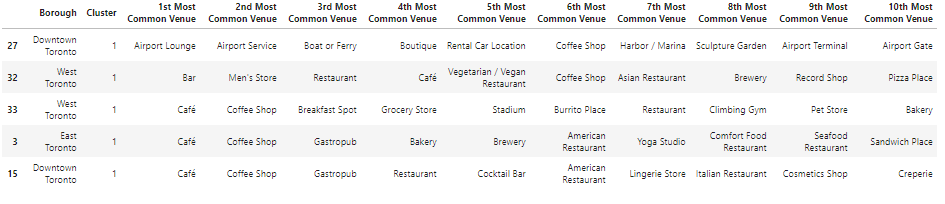 Borough Cluster 1st Most Common Venue 2nd Most Common Venue 3rd Most Common Venue 4th Most Common Venue 5th Most Common Venue 6th Most Common Venue 7th Most Common Venue 8th Most Common Venue 9th Most Common Venue 10th Most Common Venue
27 Downtown Toronto 1 Airport Lounge Airport Service Boat or Ferry Boutique Rental Car Location Coffee Shop Harbor / Marina Sculpture Garden Airport Terminal Airport Gate
32 West Toronto 1 Bar Men's Store Restaurant Café Vegetarian / Vegan Restaurant Coffee Shop Asian Restaurant Brewery Record Shop Pizza Place
33 West Toronto 1 Café Coffee Shop Breakfast Spot Grocery Store Stadium Burrito Place Restaurant Climbing Gym Pet Store Bakery
3 East Toronto 1 Café Coffee Shop Gastropub Bakery Brewery American Restaurant Yoga Studio Comfort Food Restaurant Seafood Restaurant Sandwich Place
15 Downtown Toronto 1 Café Coffee Shop Gastropub Restaurant Cocktail Bar American Restaurant Lingerie Store Italian Restaurant Cosmetics Shop Creperie